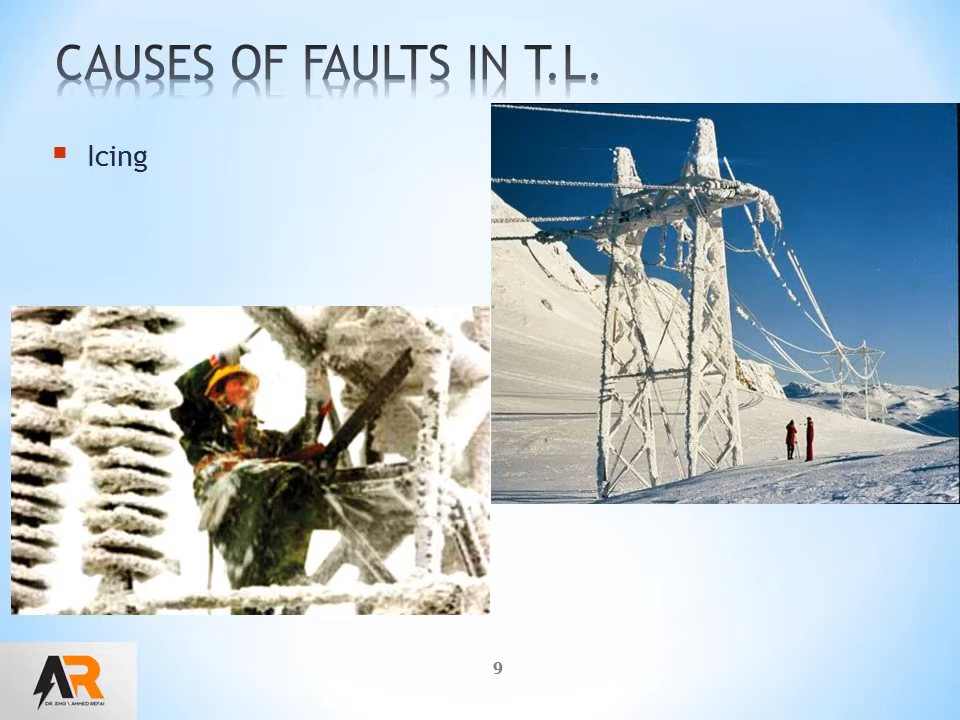 CAUSES OF FAULTS IN T.L.
Icing
9
AR
DR .ENG \ AHMED REFAI